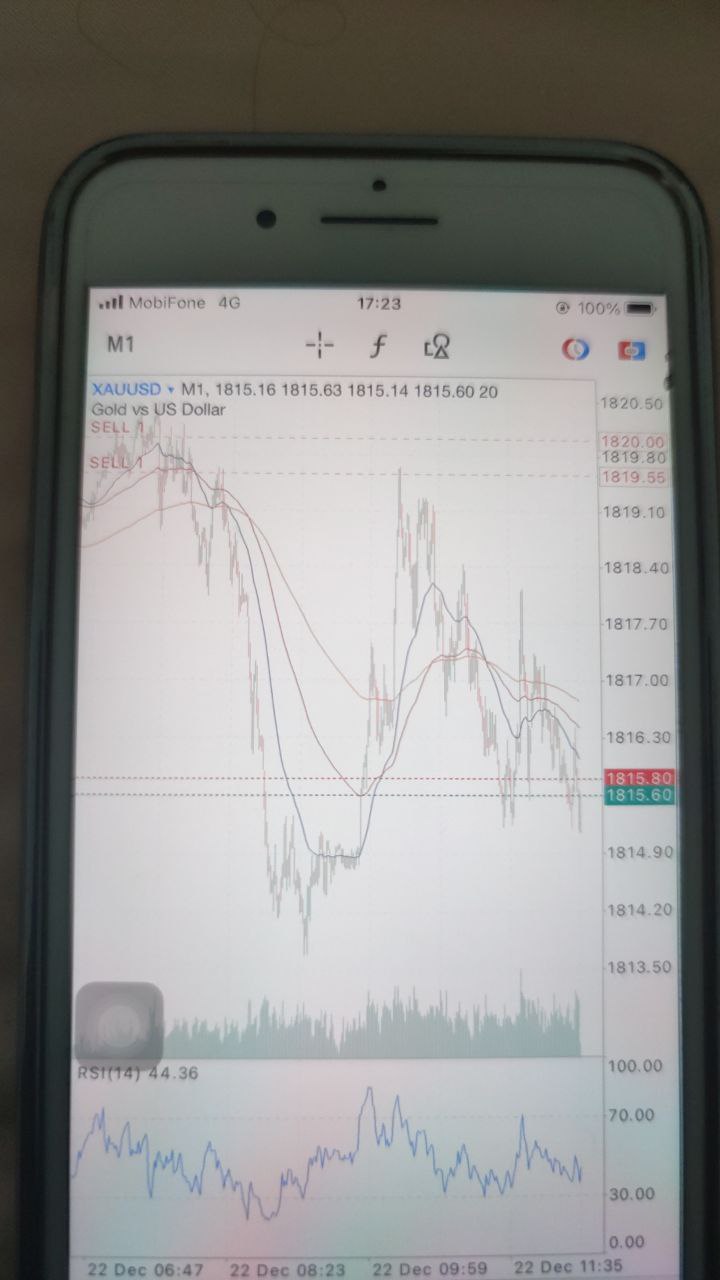 MobiFone 4G 17:23 100%
M1 f
XAUUSD M1, 1815.16 1815.63 1815.14 1815.60 20
Gold vs US Dollar
SELL 1
SELL 1
1820.50
1820.00
1819.80
1819.55
1819.10
1818.40
1817.70
1817.00
1816.30
1815.80
1815.60
1814.90
1814.20
1813.50
RSI(14) 44.36
100.00
70.00
30.00
0.00
22 Dec 06:47 22 Dec 08:23 22 Dec 09:59 22 Dec 11:35